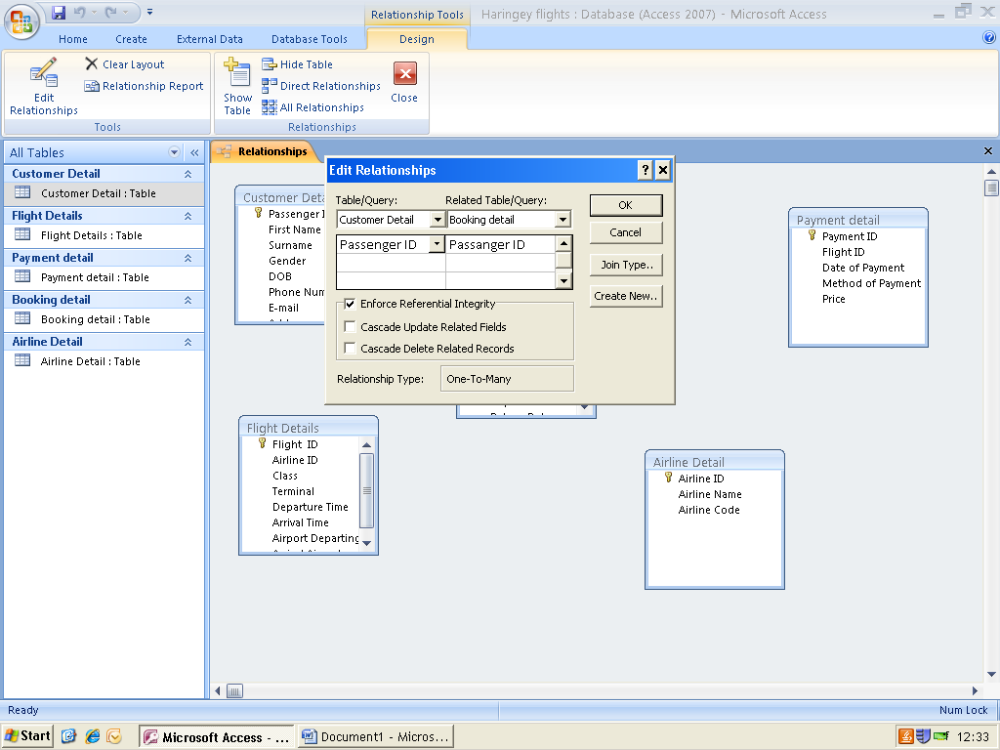 Relationship Tools
Haringey flights : Database (Access 2007) - Microsoft Access
Home Create External Data Database Tools Design
Edit Relationships
Clear Layout
Relationship Report
Tools
Show Table
Hide Table
Direct Relationships
All Relationships
Close
Relationships
All Tables
Customer Detail
Customer Detail : Table
Flight Details
Flight Details : Table
Payment detail
Payment detail : Table
Booking detail
Booking detail : Table
Airline Detail
Airline Detail : Table
Relationships
Customer Deta
Passenger I
First Name
Surname
Gender
DOB
Phone Num
E-mail
Edit Relationships
?
Table/Query: Related Table/Query:
Customer Detail Booking detail
Passenger ID Passanger ID
Enforce Referential Integrity
Cascade Update Related Fields
Cascade Delete Related Records
Relationship Type: One-To-Many
OK
Cancel
Join Type..
Create New..
Payment detail
Payment ID
Flight ID
Date of Payment
Method of Payment
Price
Flight Details
Flight ID
Airline ID
Class
Terminal
Departure Time
Arrival Time
Airport Departing
Airline Detail
Airline ID
Airline Name
Airline Code
Ready
Num Lock
Start
Microsoft Access - ...
Document1 - Micros...
12:33